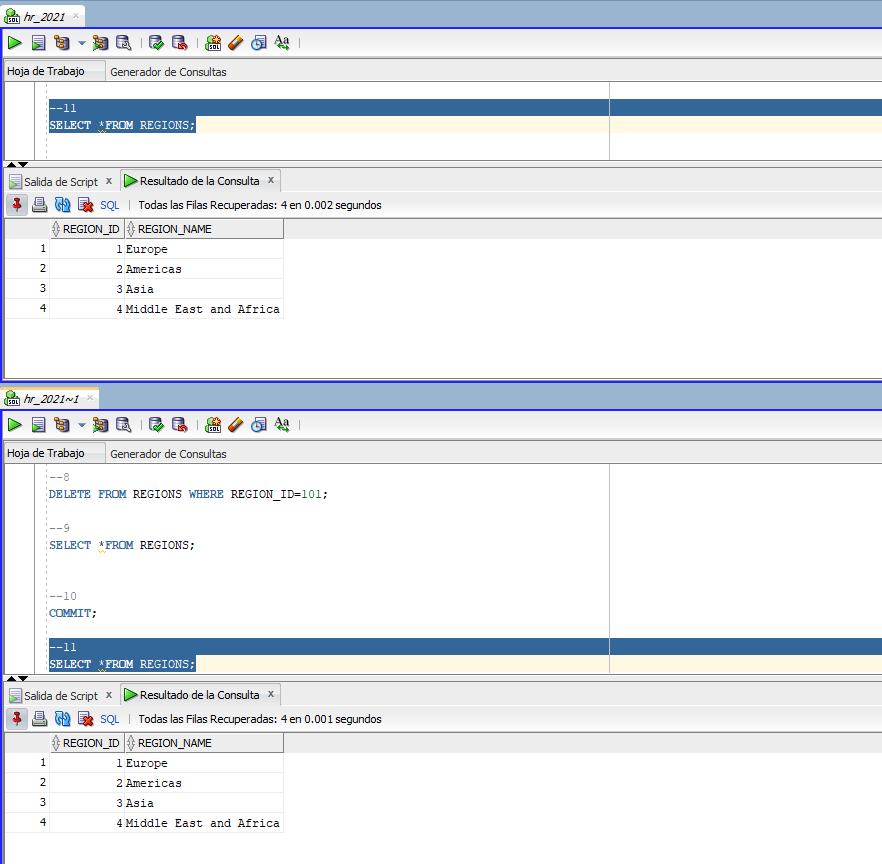 hr_2021
Hoja de Trabajo Generador de Consultas
--11
SELECT *FROM REGIONS;
Salida de Script x Resultado de la Consulta x
SQL | Todas las Filas Recuperadas: 4 en 0.002 segundos
REGION_ID REGION_NAME
1 1 Europe
2 2 Americas
3 3 Asia
4 4 Middle East and Africa
hr_2021~1
Hoja de Trabajo Generador de Consultas
--8
DELETE FROM REGIONS WHERE REGION_ID=101;
--9
SELECT *FROM REGIONS;
--10
COMMIT;
--11
SELECT *FROM REGIONS;
Salida de Script x Resultado de la Consulta x
SQL | Todas las Filas Recuperadas: 4 en 0.001 segundos
REGION_ID REGION_NAME
1 1 Europe
2 2 Americas
3 3 Asia
4 4 Middle East and Africa